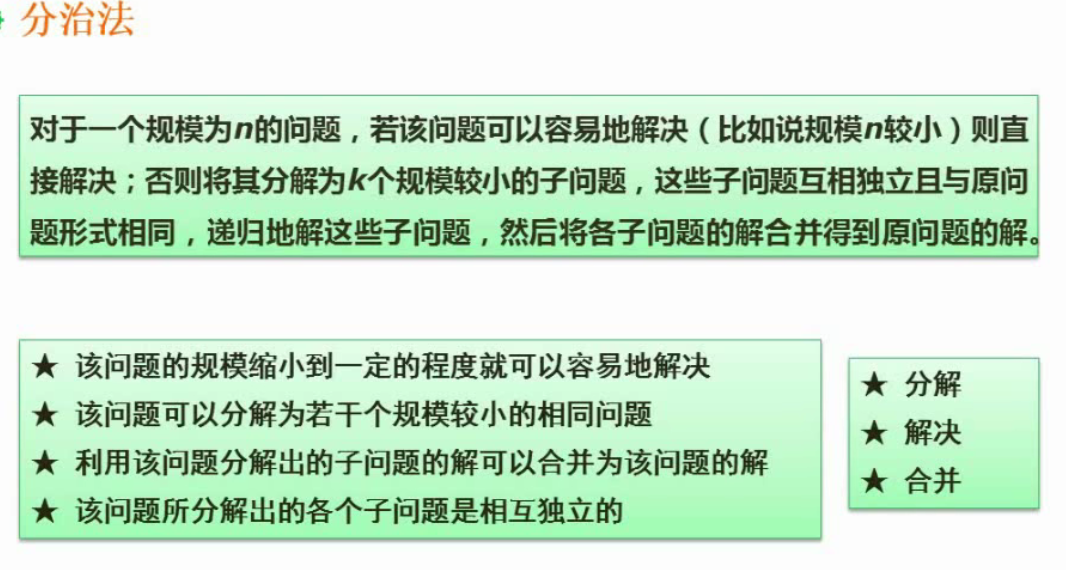 分治法
对于一个规模为n的问题，若该问题可以容易地解决（比如说规模n较小）则直
接解决；否则将其分解为k个规模较小的子问题，这些子问题互相独立且与原问
题形式相同，递归地解这些子问题，然后将各子问题的解合并得到原问题的解。
★ 该问题的规模缩小到一定的程度就可以容易地解决
★ 该问题可以分解为若干个规模较小的相同问题
★ 利用该问题分解出的子问题的解可以合并为该问题的解
★ 该问题所分解出的各个子问题是相互独立的
★ 分解
★ 解决
★ 合并